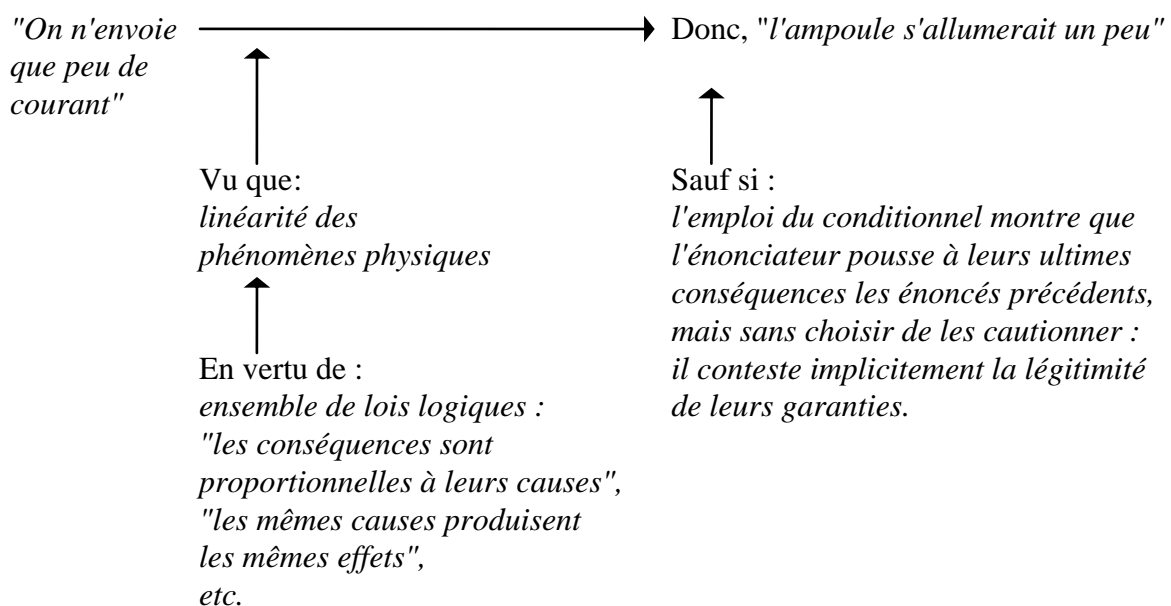 "On n'envoie
que peu de
courant"
Donc, "l'ampoule s'allumerait un peu"
Vu que:
linéarité des
phénomènes physiques
En vertu de :
ensemble de lois logiques :
"les conséquences sont
proportionnelles à leurs causes",
"les mêmes causes produisent
les mêmes effets",
etc.
Sauf si :
l'emploi du conditionnel montre que
l'énonciateur pousse à leurs ultimes
conséquences les énoncés précédents,
mais sans choisir de les cautionner :
il conteste implicitement la légitimité
de leurs garanties.